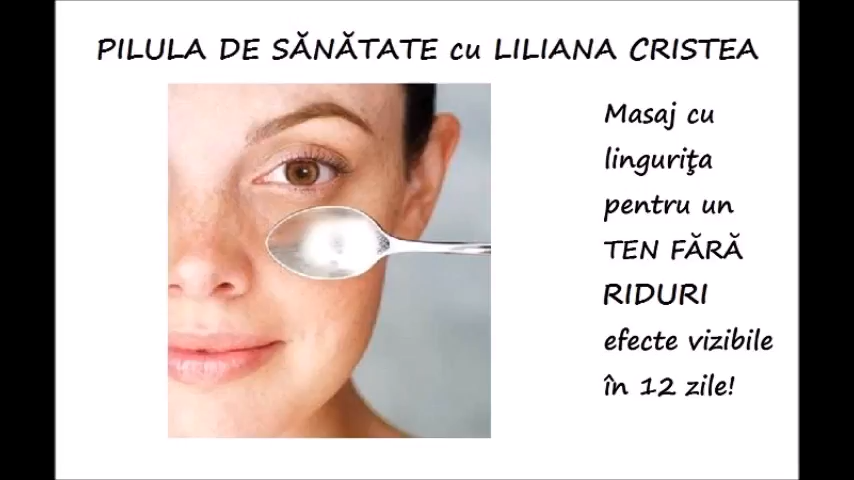 PILULA DE SĂNĂTATE cu LILIANA CRISTEA
Masaj cu
linguriţa
pentru un
TEN FĂRĂ
RIDURI
efecte vizibile
în 12 zile!